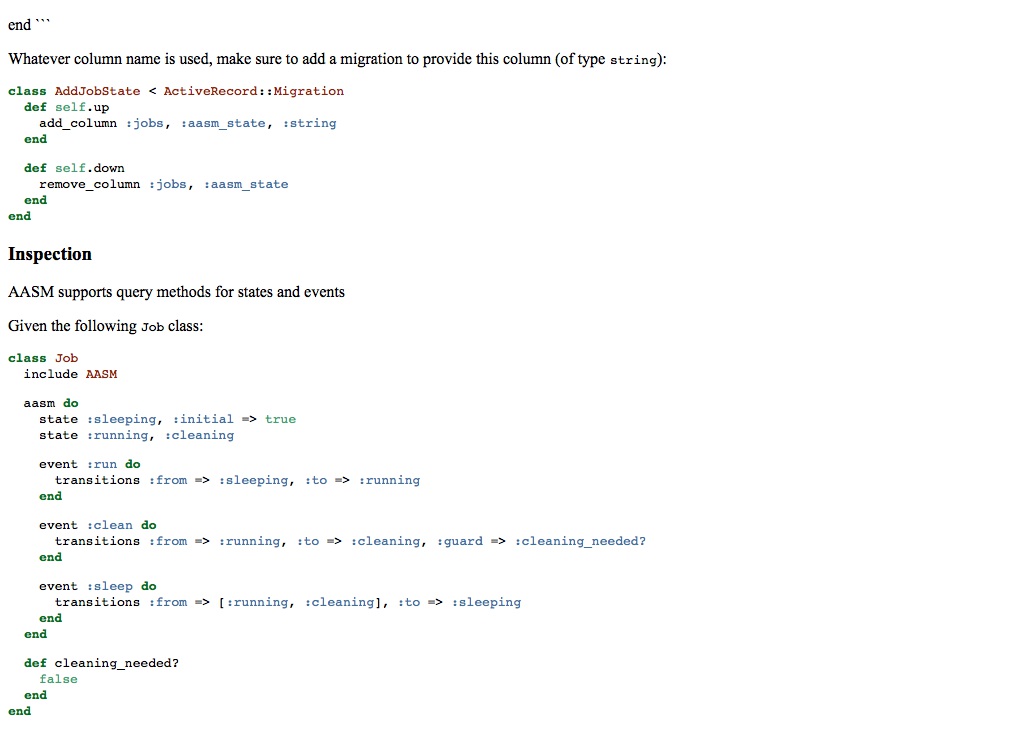 end ```
Whatever column name is used, make sure to add a migration to provide this column (of type string):
class AddJobState < ActiveRecord::Migration
  def self.up
    add_column :jobs, :aasm_state, :string
  end
  def self.down
    remove_column :jobs, :aasm_state
  end
end
Inspection
AASM supports query methods for states and events
Given the following Job class:
class Job
  include AASM
  aasm do
    state :sleeping, :initial => true
    state :running, :cleaning
    event :run do
      transitions :from => :sleeping, :to => :running
    end
    event :clean do
      transitions :from => :running, :to => :cleaning, :guard => :cleaning_needed?
    end
    event :sleep do
      transitions :from => [:running, :cleaning], :to => :sleeping
    end
  end
  def cleaning_needed?
    false
  end
end